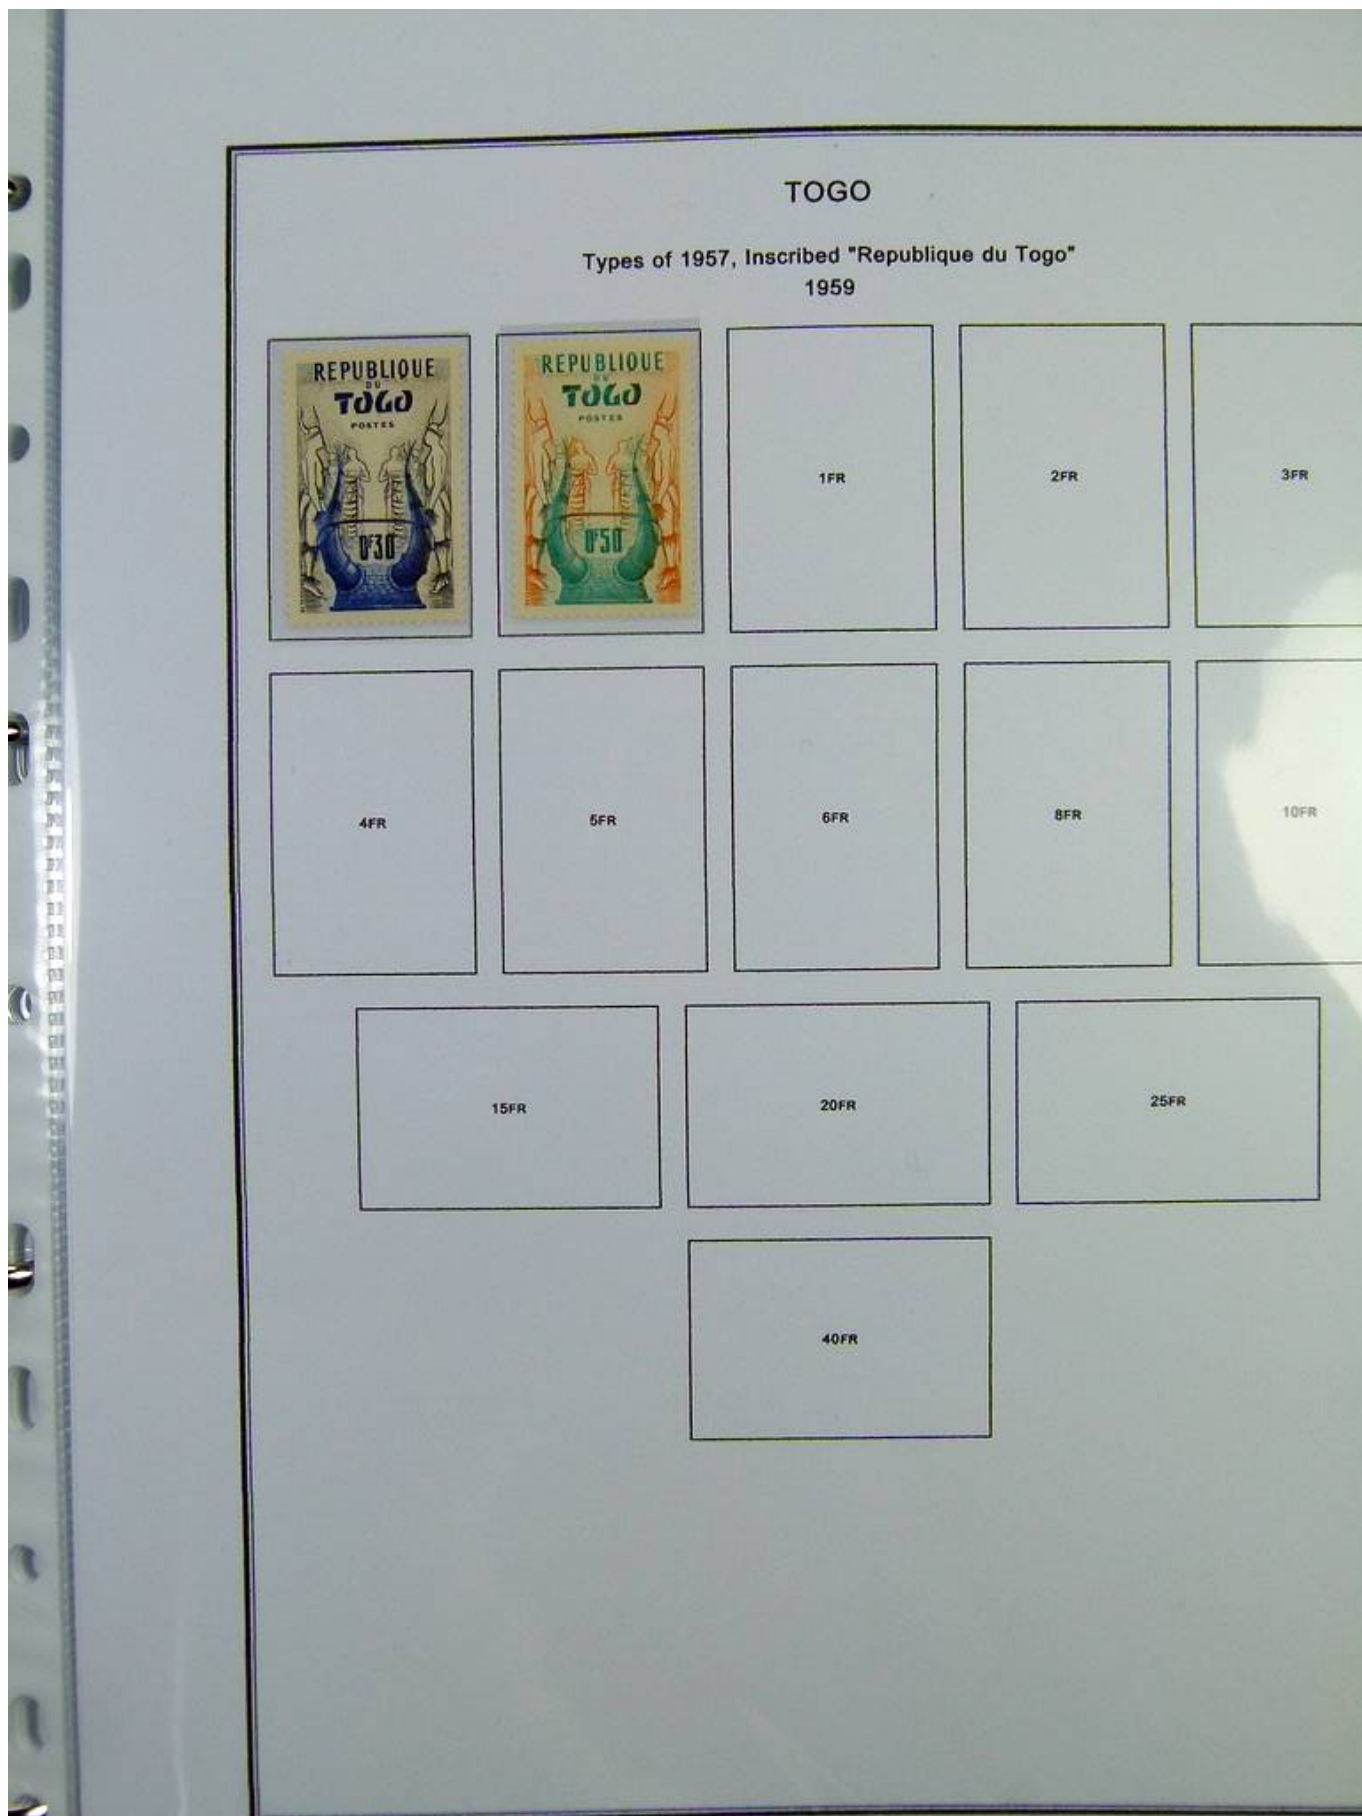 TOGO
Types of 1957, Inscribed "Republique du Togo"
1959
REPUBLIQUE
DU
TOGO
POSTES
0F30
REPUBLIQUE
DU
TOGO
POSTES
0F50
1FR
2FR
3FR
4FR
5FR
6FR
8FR
10FR
15FR
20FR
25FR
40FR